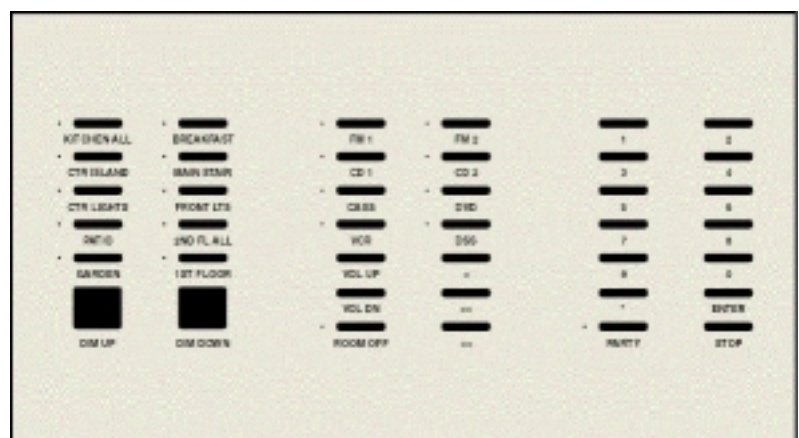 KITCHEN ALL BREAKFAST FM 1 FM 2 1 2
CTR ISLAND MAIN STAIR CD 1 CD 2 3 4
CTR LIGHTS FRONT LTS CASS DVD 5 6
PATIO 2ND FL ALL VCR DSS 7 8
GARDEN 1ST FLOOR VOL UP 9 0
VOL DN * ENTER
DIM UP DIM DOWN ROOM OFF PARTY STOP